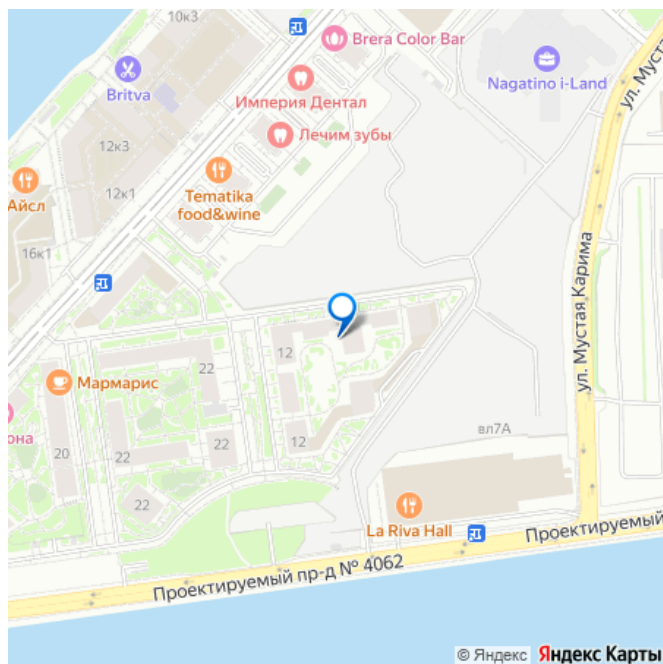 10к3
Brera Color Bar
Britva
Империя Дентал
Nagatino i-Land
ул. Муста
Лечим зубы
12к3
Айсл
12к1
Tematika
food&wine
16к1
ул. Мустая Карима
12
22
Мармарис
она
20
22
22
12
вл7А
22
La Riva Hall
Проектируемый
Проектируемый пр-д № 4062
© Яндекс Яндекс Карты